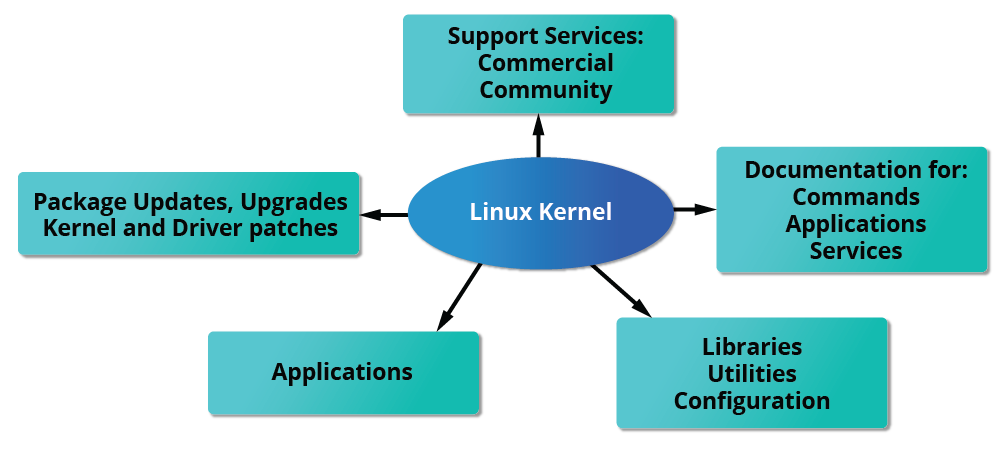 Support Services:
Commercial
Community
Package Updates, Upgrades
Kernel and Driver patches
Linux Kernel
Documentation for:
Commands
Applications
Services
Applications
Libraries
Utilities
Configuration